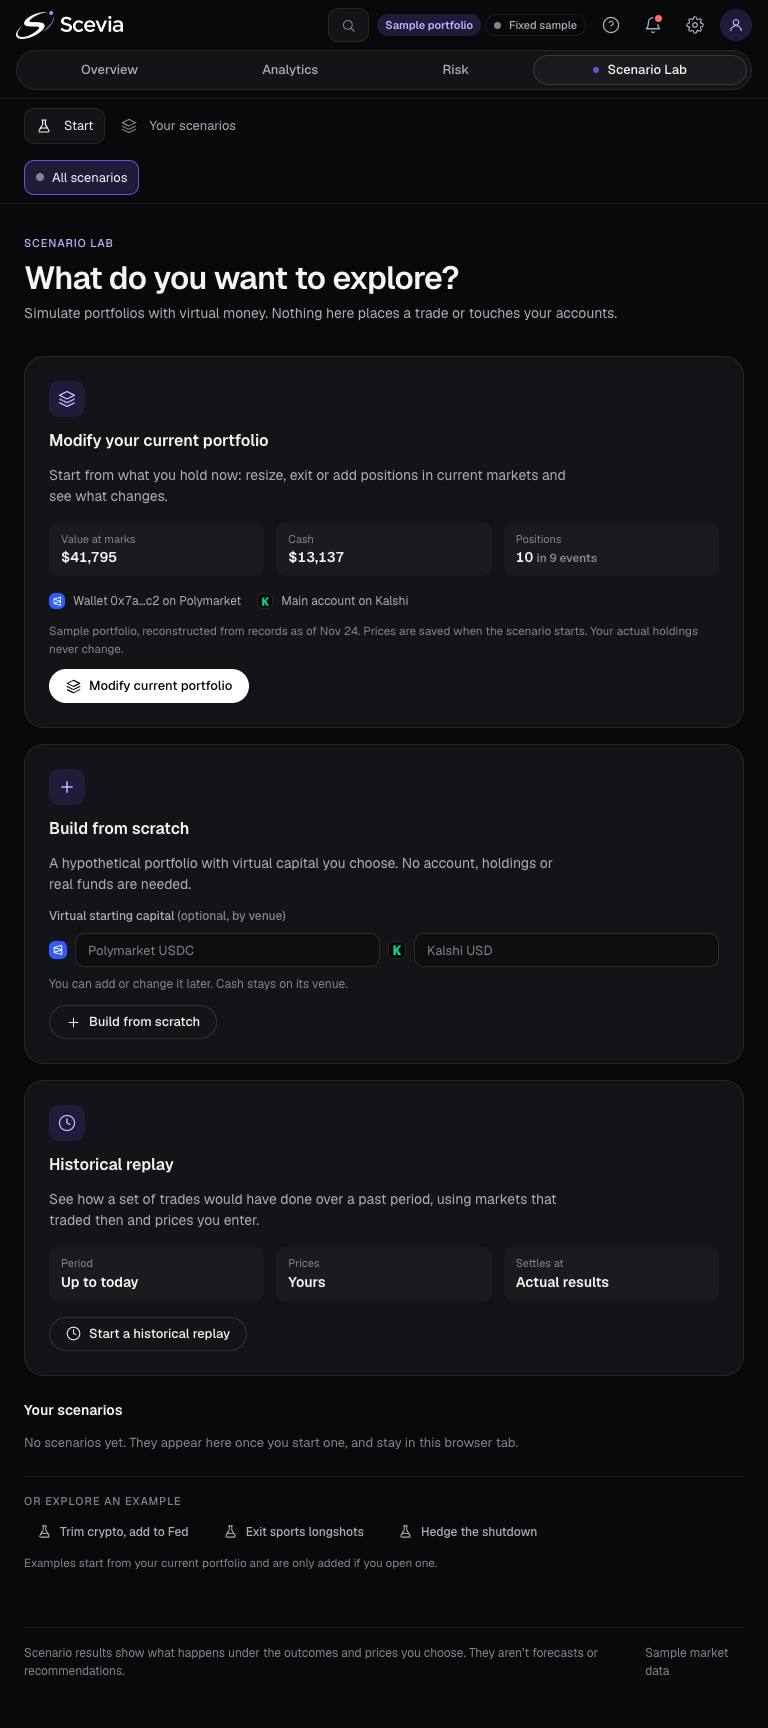 Scevia
Sample portfolio
Fixed sample
Overview
Analytics
Risk
Scenario Lab
Start
Your scenarios
All scenarios
SCENARIO LAB
What do you want to explore?
Simulate portfolios with virtual money. Nothing here places a trade or touches your accounts.
Modify your current portfolio
Start from what you hold now: resize, exit or add positions in current markets and
see what changes.
Value at marks
$41,795
Cash
$13,137
Positions
10 in 9 events
Wallet 0x7a…c2 on Polymarket
K Main account on Kalshi
Sample portfolio, reconstructed from records as of Nov 24. Prices are saved when the scenario starts. Your actual holdings
never change.
Modify current portfolio
Build from scratch
A hypothetical portfolio with virtual capital you choose. No account, holdings or
real funds are needed.
Virtual starting capital (optional, by venue)
Polymarket USDC
K Kalshi USD
You can add or change it later. Cash stays on its venue.
Build from scratch
Historical replay
See how a set of trades would have done over a past period, using markets that
traded then and prices you enter.
Period
Up to today
Prices
Yours
Settles at
Actual results
Start a historical replay
Your scenarios
No scenarios yet. They appear here once you start one, and stay in this browser tab.
OR EXPLORE AN EXAMPLE
Trim crypto, add to Fed
Exit sports longshots
Hedge the shutdown
Examples start from your current portfolio and are only added if you open one.
Scenario results show what happens under the outcomes and prices you choose. They aren't forecasts or
recommendations.
Sample market
data